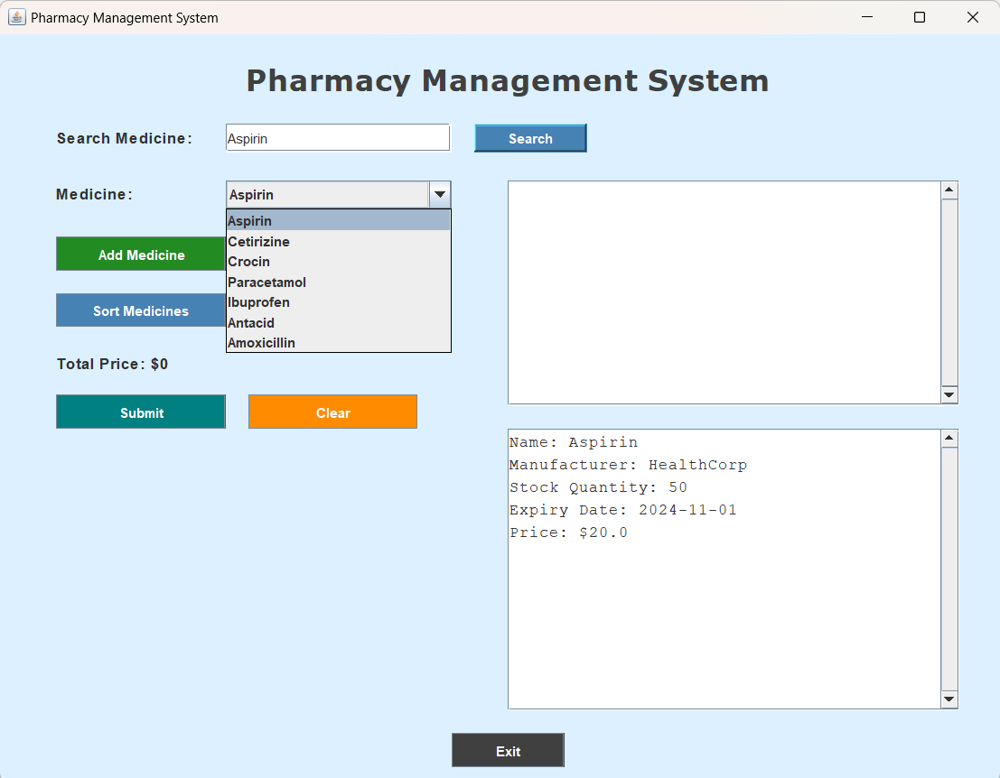 Pharmacy Management System
Pharmacy Management System
Search Medicine: Aspirin Search
Medicine: Aspirin
Aspirin
Cetirizine
Crocin
Paracetamol
Ibuprofen
Antacid
Amoxicillin
Add Medicine
Sort Medicines
Total Price: $0
Submit Clear
Name: Aspirin
Manufacturer: HealthCorp
Stock Quantity: 50
Expiry Date: 2024-11-01
Price: $20.0
Exit